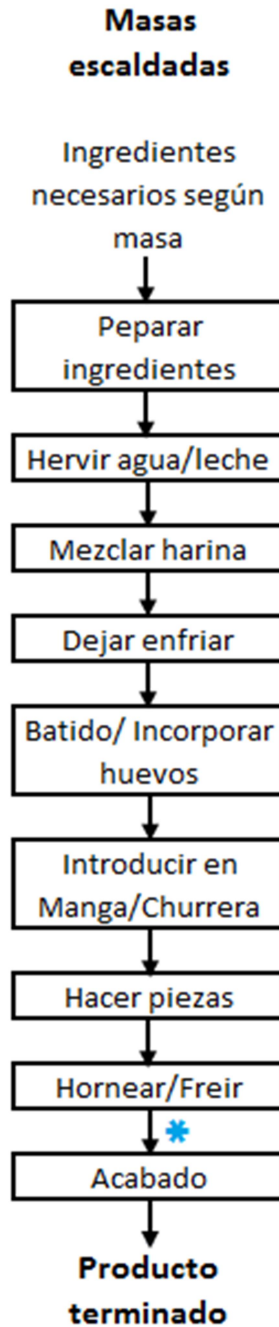 Masas
escaldadas
Ingredientes
necesarios según
masa
Peparar
ingredientes
Hervir agua/leche
Mezclar harina
Dejar enfriar
Batido/ Incorporar
huevos
Introducir en
Manga/Churrera
Hacer piezas
Hornear/Freir
*
Acabado
Producto
terminado